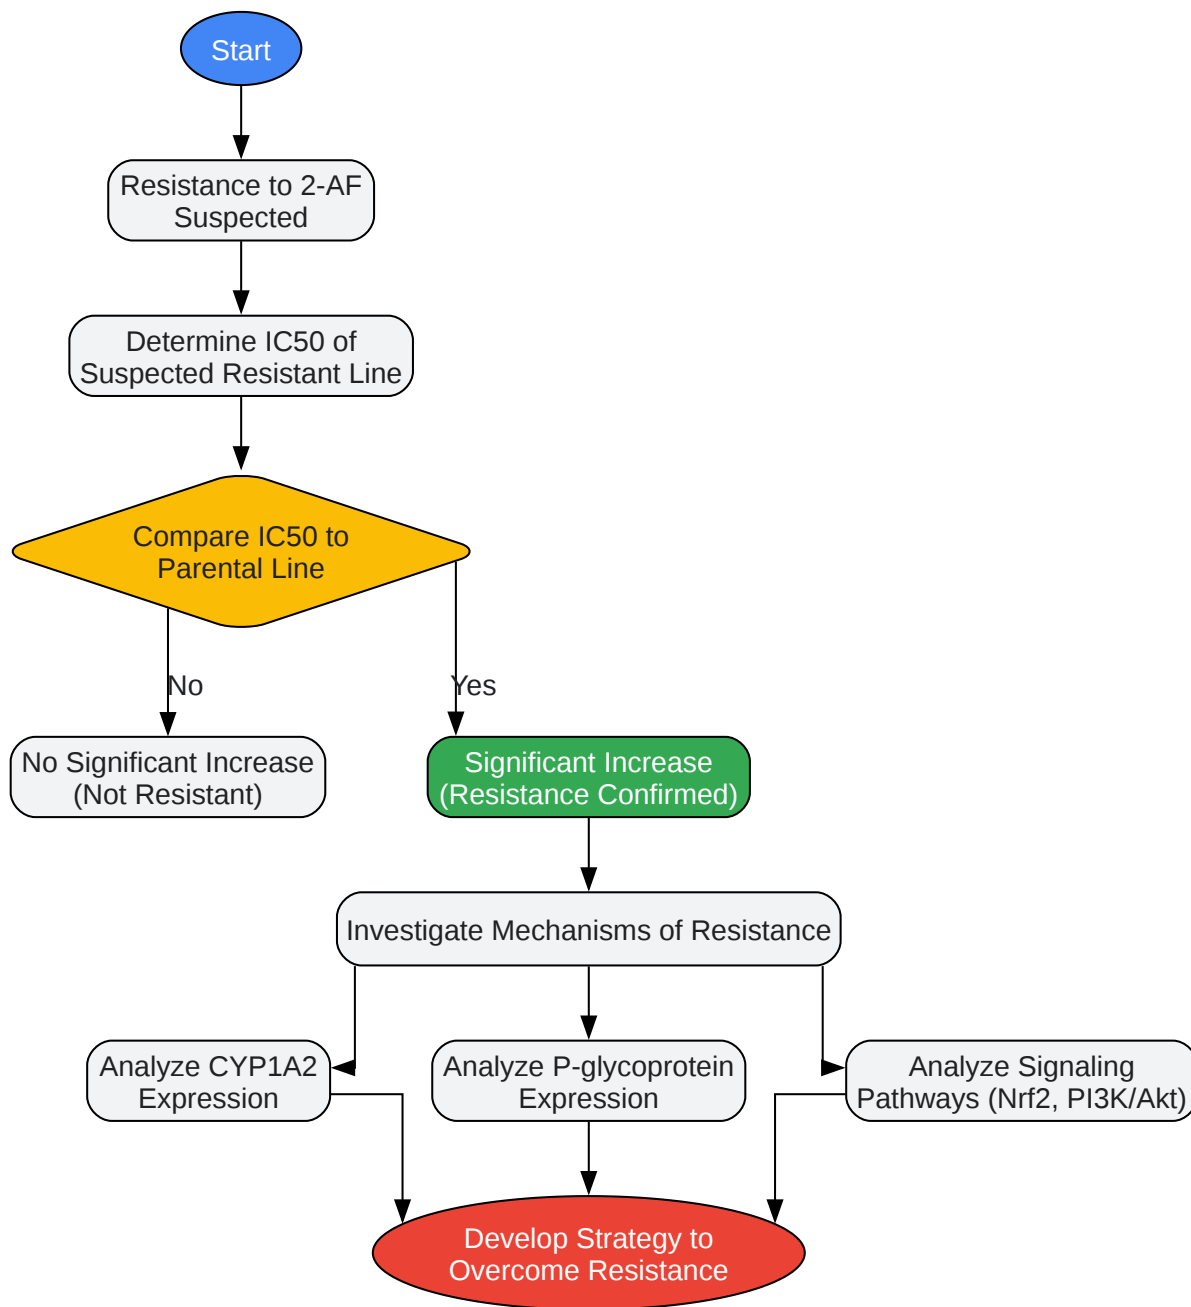 Start
Resistance to 2-AF
Suspected
Determine IC50 of
Suspected Resistant Line
Compare IC50 to
Parental Line
No
Yes
No Significant Increase
(Not Resistant)
Significant Increase
(Resistance Confirmed)
Investigate Mechanisms of Resistance
Analyze CYP1A2
Expression
Analyze P-glycoprotein
Expression
Analyze Signaling
Pathways (Nrf2, PI3K/Akt)
Develop Strategy to
Overcome Resistance